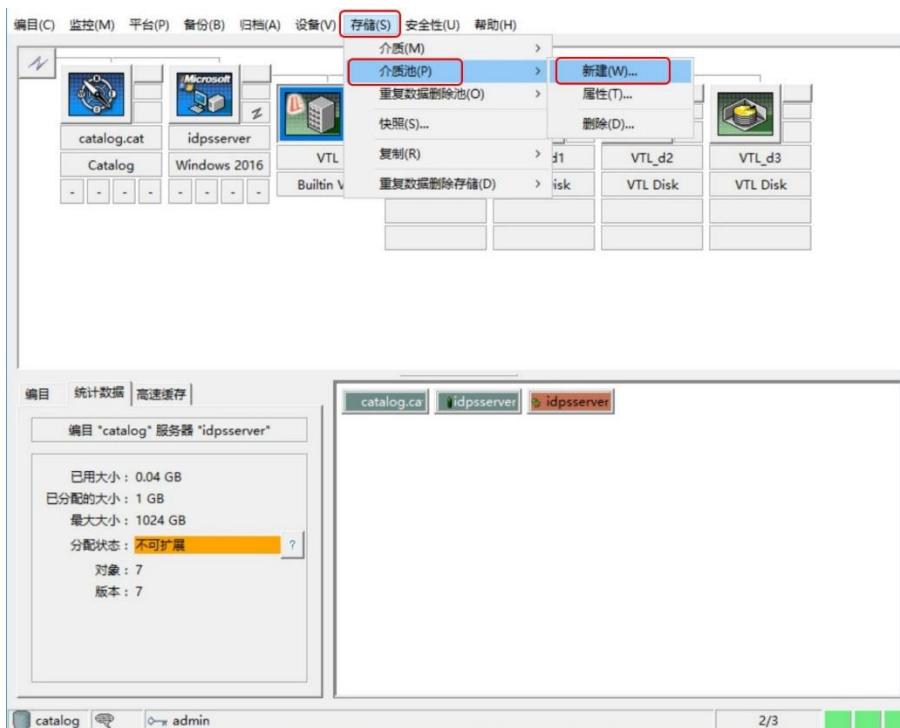 编目(C) 监控(M) 平台(P) 备份(B) 归档(A) 设备(V) 存储(S) 安全性(U) 帮助(H)
介质(M)
介质池(P)
重复数据删除池(O)
快照(S)...
复制(R)
重复数据删除存储(D)
新建(W)...
属性(T)...
删除(D)...
Microsoft
catalog.cat idpsserver
Catalog Windows 2016
VTL d1 VTL_d2 VTL_d3
Builtin V isk VTL Disk VTL Disk
- - - - - - - -
编目 统计数据 高速缓存
编目 "catalog" 服务器 "idpsserver"
已用大小: 0.04 GB
已分配的大小: 1 GB
最大大小: 1024 GB
分配状态: 不可扩展 ?
对象: 7
版本: 7
catalog.ca idpsserver idpsserver
catalog admin 2/3